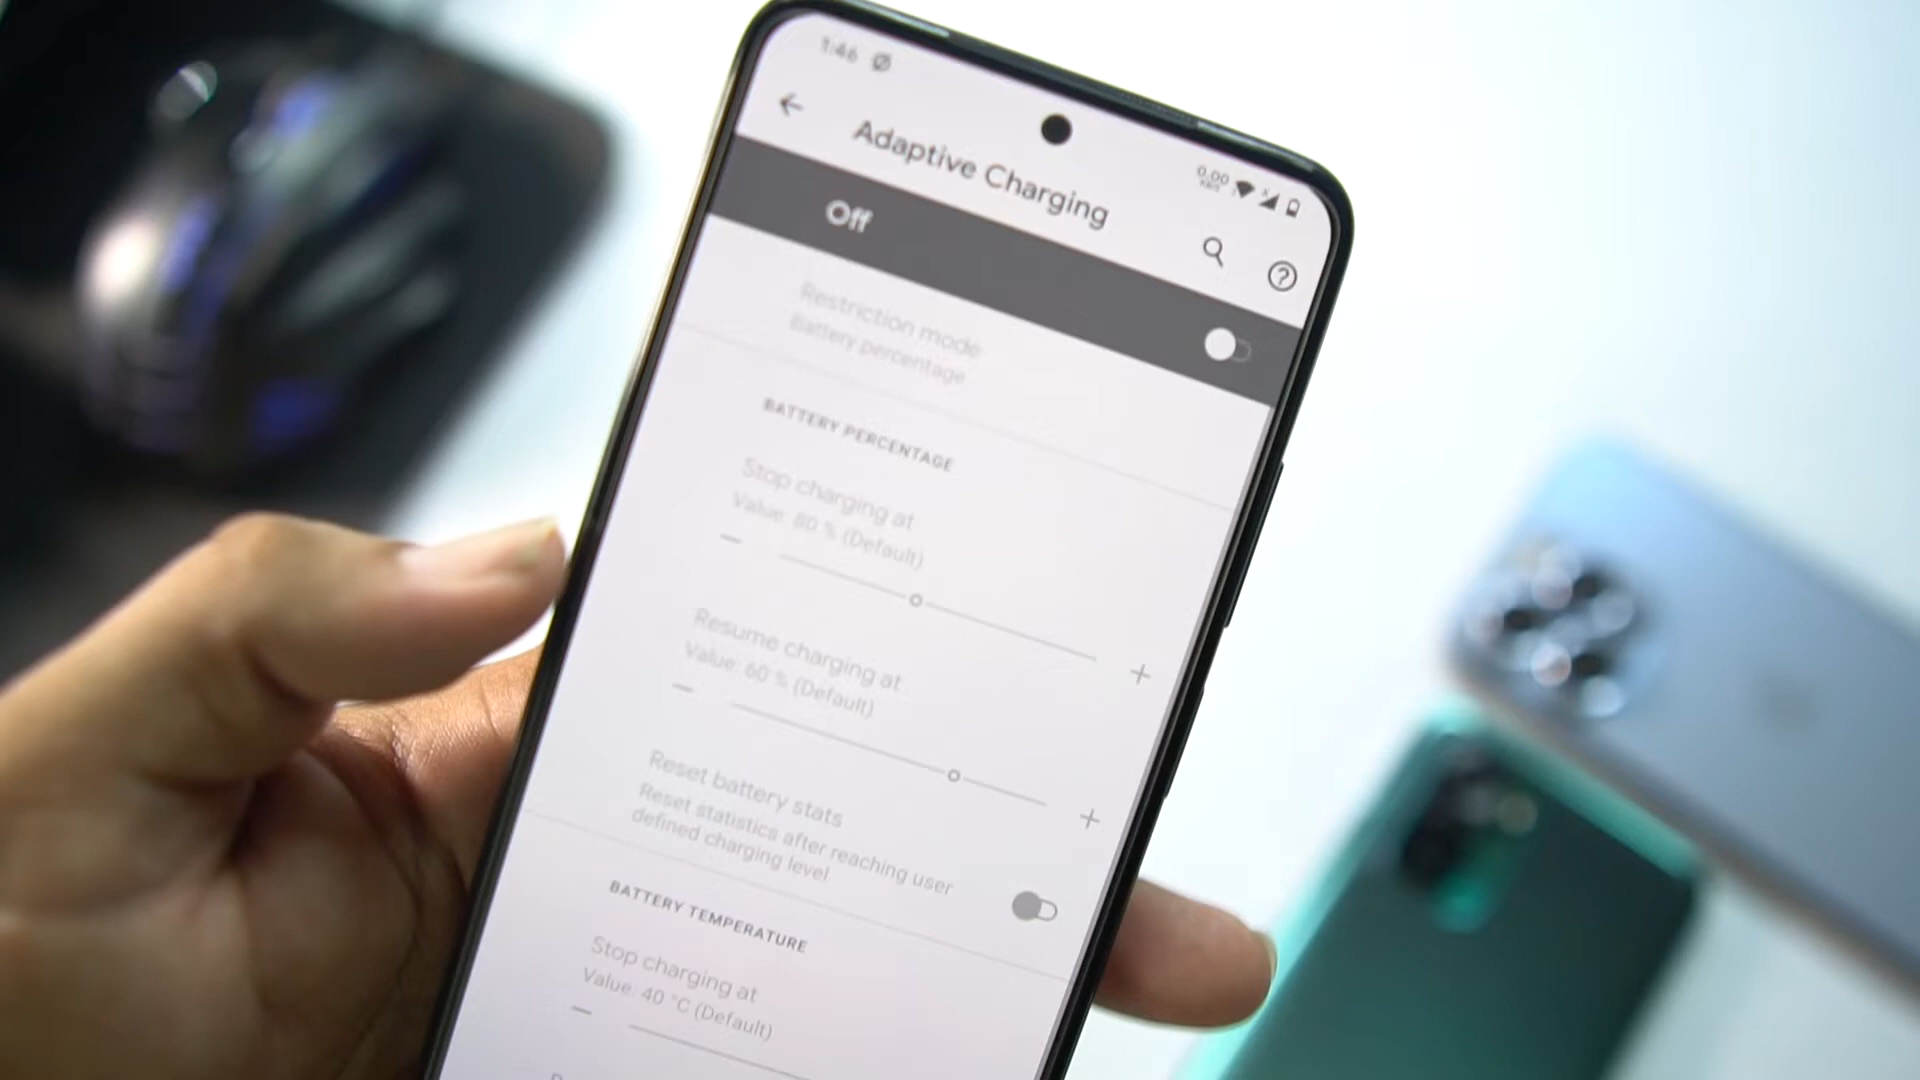 1:46
Adaptive Charging
0.00
Off
Restriction mode
Battery percentage
BATTERY PERCENTAGE
Stop charging at
Value: 80 % (Default)
Resume charging at
Value: 60 % (Default)
Reset battery stats
Reset statistics after reaching user
defined charging level
BATTERY TEMPERATURE
Stop charging at
Value: 40 °C (Default)